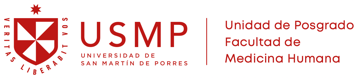 VERITAS LIBERABIT VOS
USMP
UNIVERSIDAD DE
SAN MARTÍN DE PORRES
Unidad de Posgrado
Facultad de
Medicina Humana